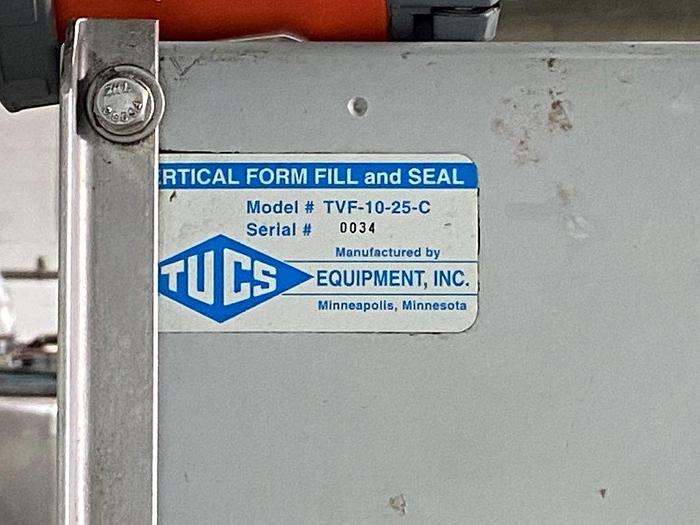 ERTICAL FORM FILL and SEAL
Model # TVF-10-25-C
Serial # 0034
Manufactured by
TUCS EQUIPMENT, INC.
Minneapolis, Minnesota